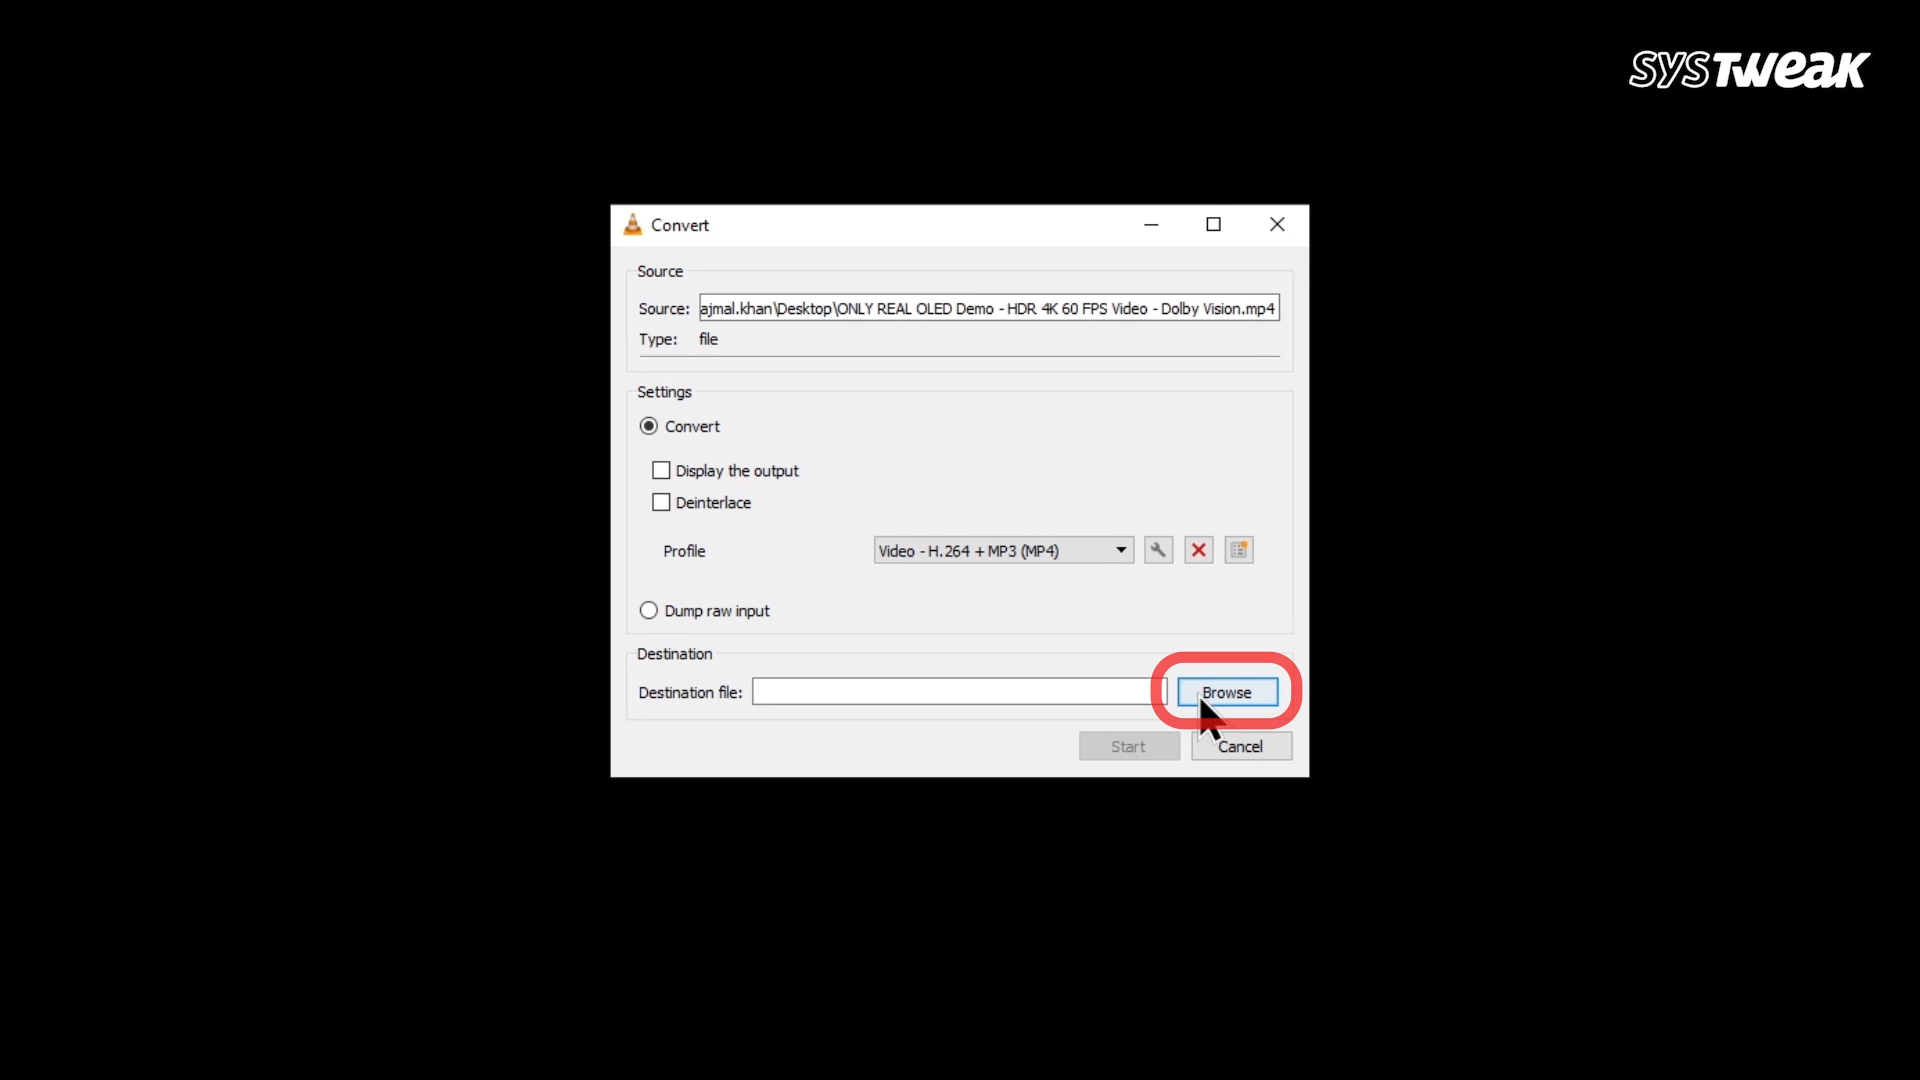 SYSTweak
Convert
Source
Source: ajmal.khan\Desktop\ONLY REAL OLED Demo - HDR 4K 60 FPS Video - Dolby Vision.mp4
Type: file
Settings
Convert
Display the output
Deinterlace
Profile Video - H.264 + MP3 (MP4)
Dump raw input
Destination
Destination file: Browse
Start Cancel